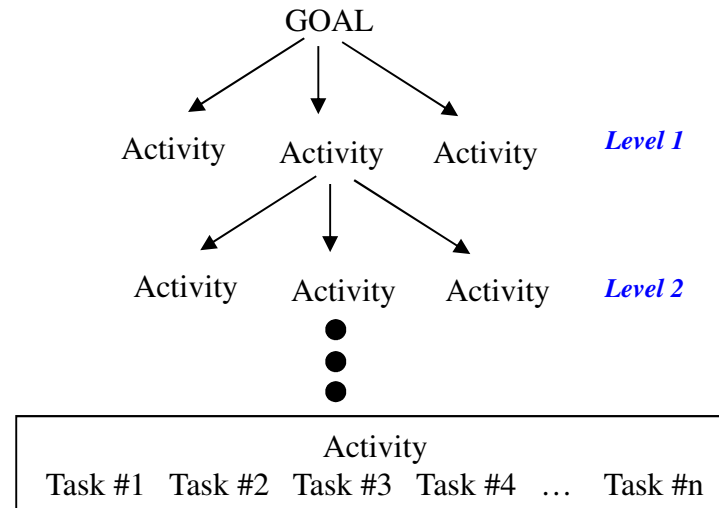 GOAL
Activity Activity Activity Level 1
Activity Activity Activity Level 2
Activity
Task #1 Task #2 Task #3 Task #4 … Task #n